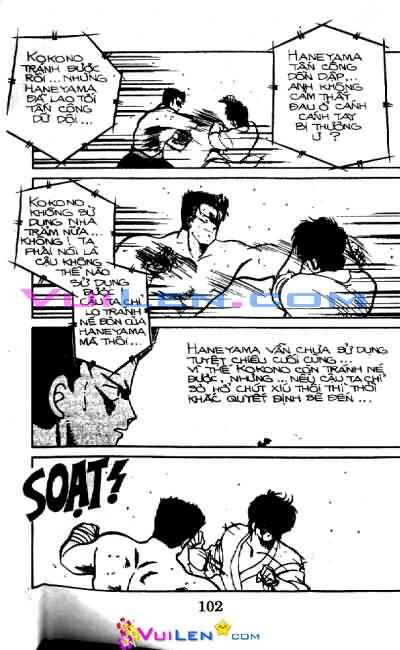 KOKONO
TRÁNH ĐƯỢC
RỒI... NHƯNG
HANEYAMA
ĐÃ LAO TỚI
TẤN CÔNG
DỮ DỘI...
HANEYAMA
TẤN CÔNG
DỒN DẬP...
ANH KHÔNG
CẢM THẤY
ĐAU Ở CÁNH
CÁNH TAY
BỊ THƯƠNG
Ư ?
KOKONO
KHÔNG SỬ
DỤNG NHA
TRẢM NỮA...
KHÔNG ! TA
PHẢI NÓI LÀ
CẬU KHÔNG
THỂ NÀO
SỬ DỤNG
ĐƯỢC
CẬU TA CHỈ
LO TRÁNH
NÉ ĐÒN CỦA
HANEYAMA
MÀ THÔI...
VUILEN.COM
HANEYAMA VẪN CHƯA SỬ DỤNG
TUYỆT CHIÊU CUỐI CÙNG...
VÌ THẾ KOKONO CÒN TRÁNH NÉ
ĐƯỢC, NHƯNG... NẾU CẬU TA CHỈ
SƠ HỞ CHÚT XÍU THÔI THÌ THỜI
KHẮC QUYẾT ĐỊNH SẼ ĐẾN...
SOẠT!
102
VUILEN.COM